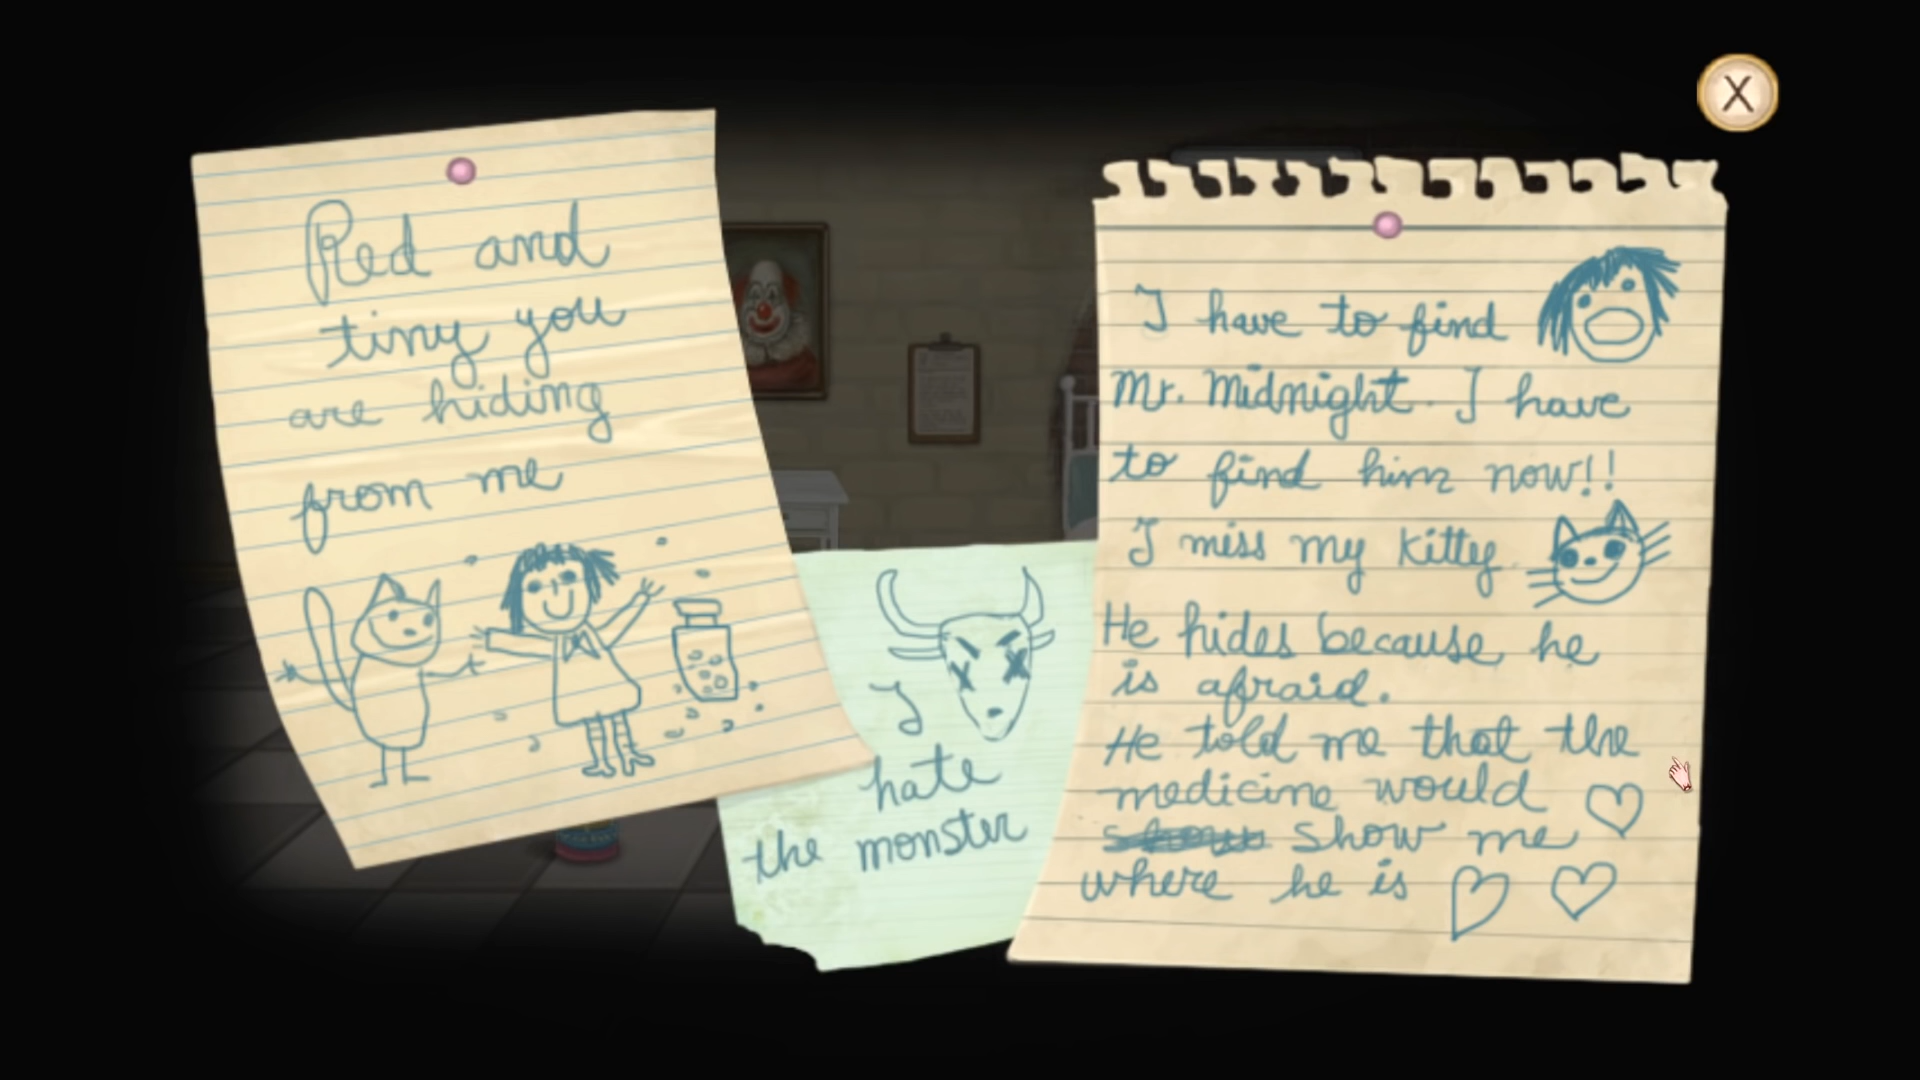 Red and
tiny you
are hiding
from me
I
hate
the monster
I have to find
Mr. Midnight. I have
to find him now!!
I miss my Kitty.
He hides because he
is afraid.
He told me that the
medicine would
show me
where he is
X